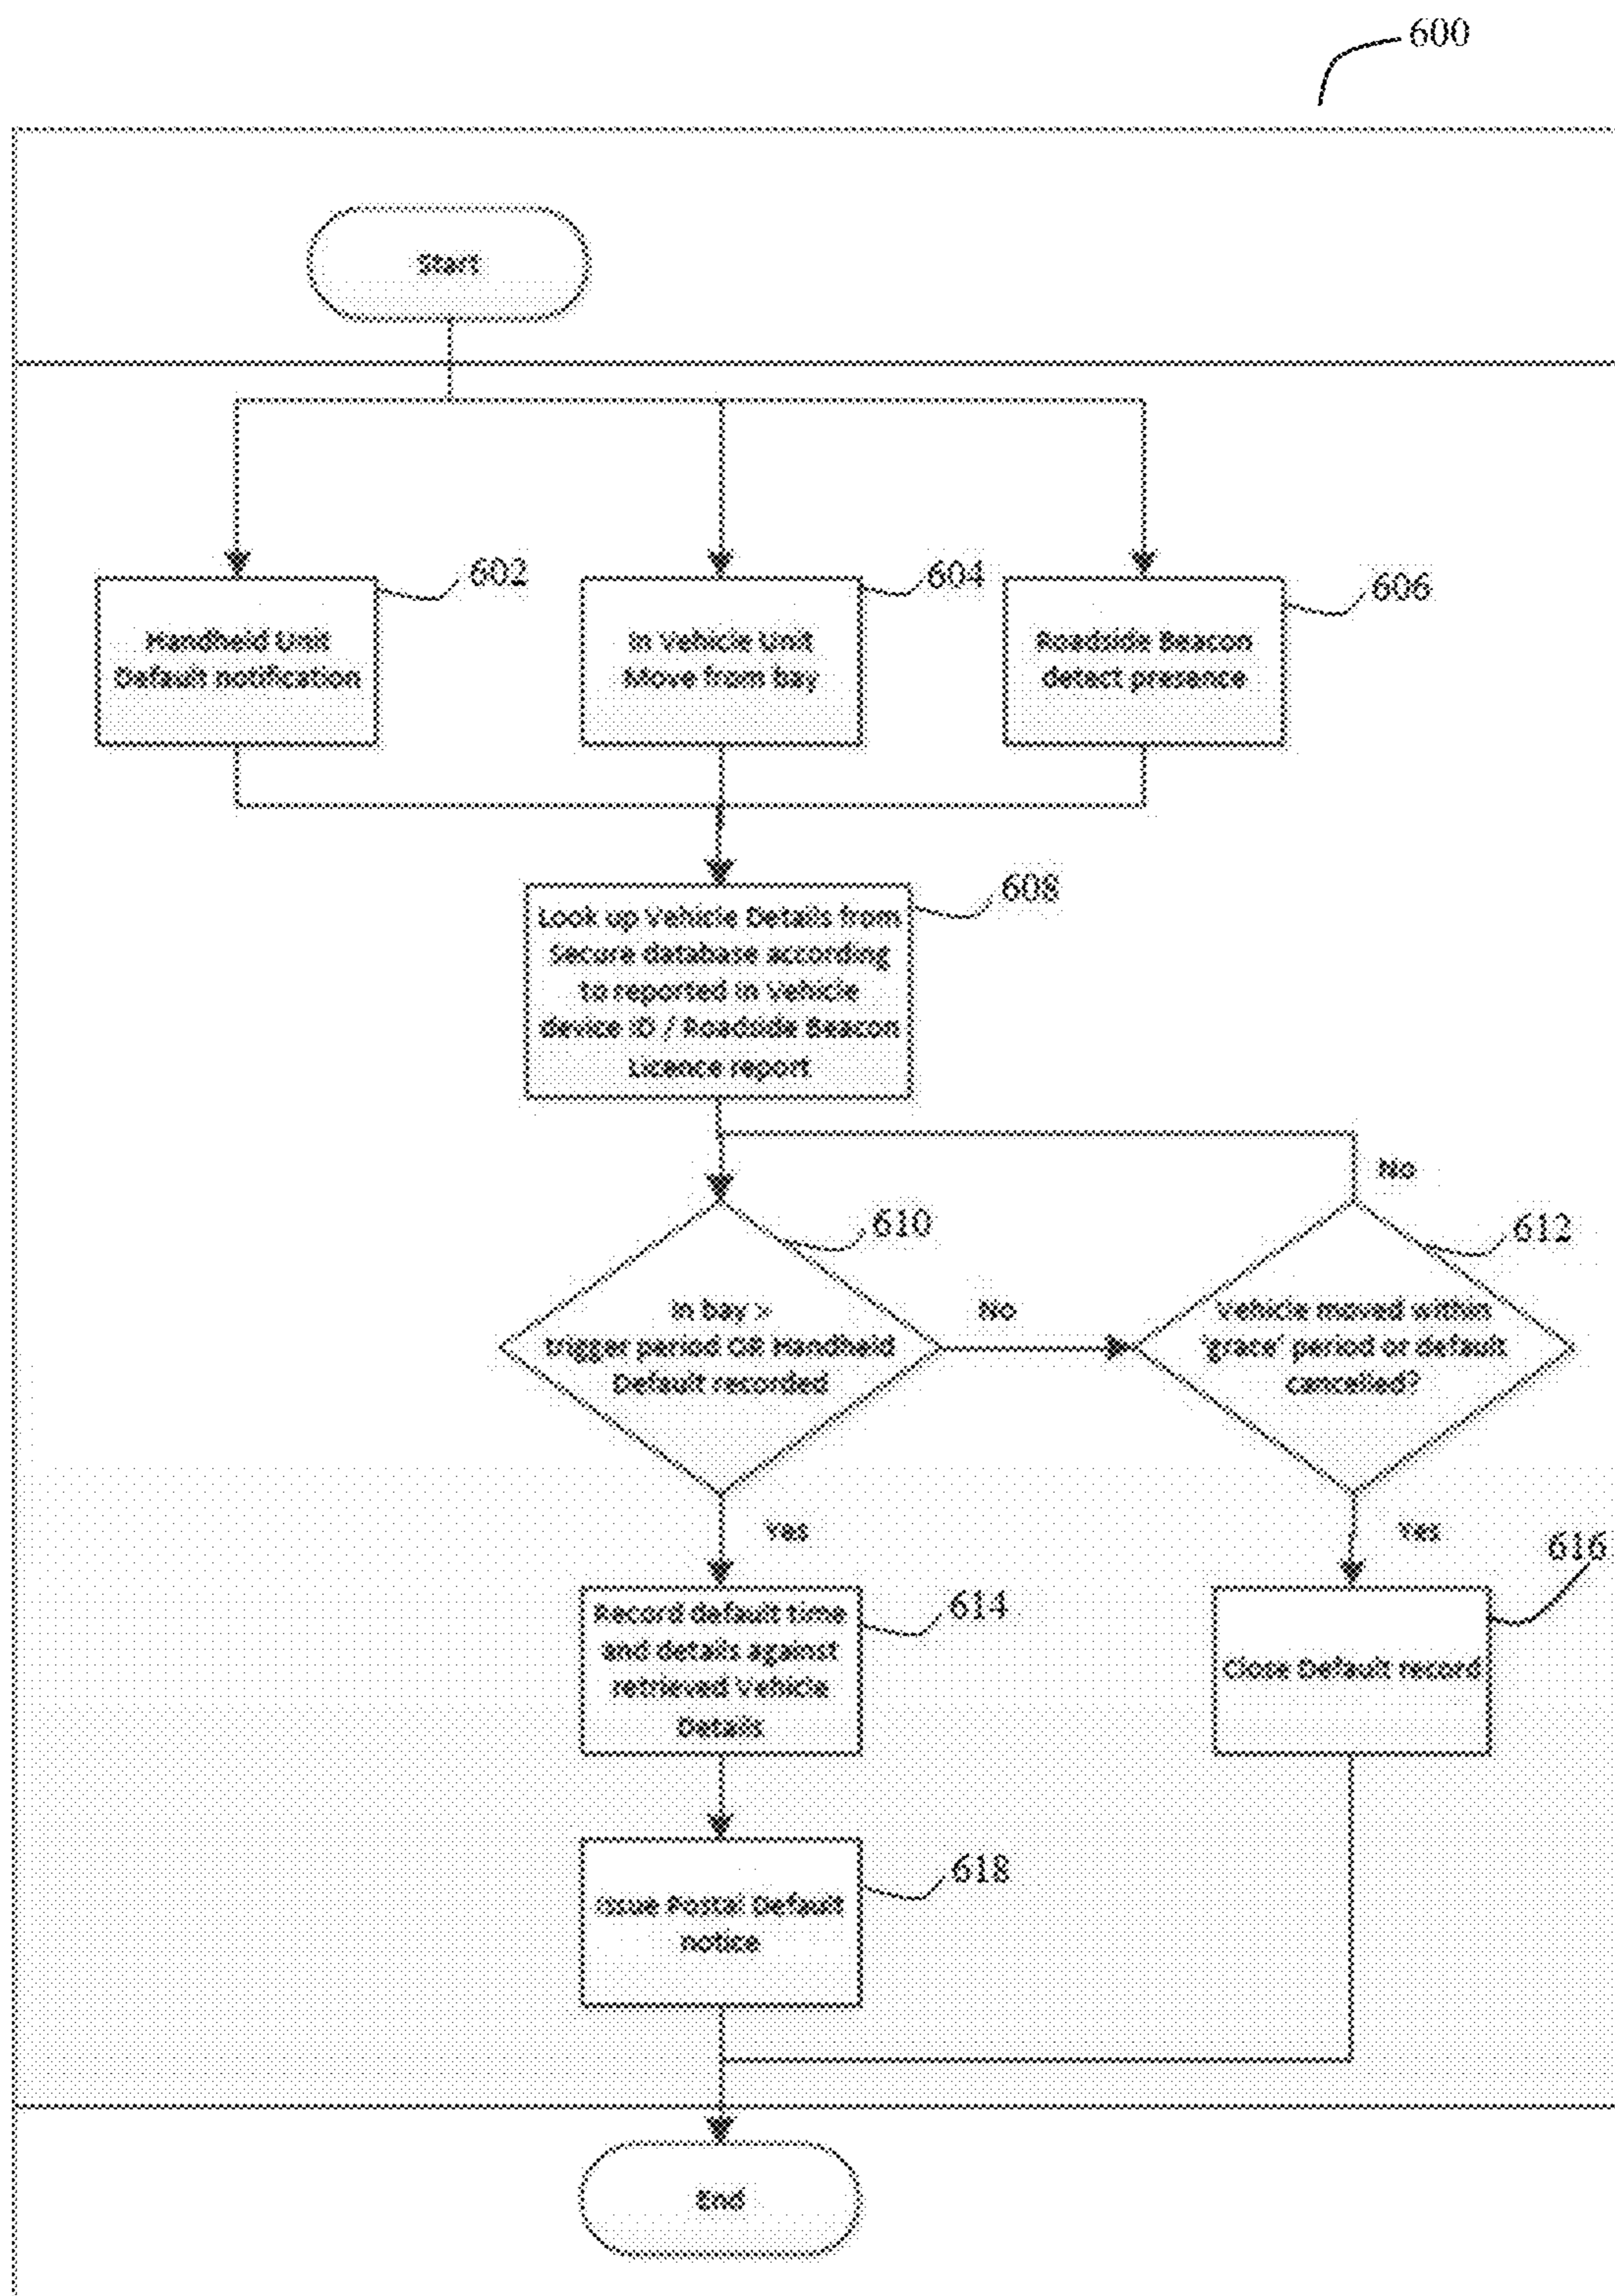 600
Start
602
Handheld Unit
Default notification
604
In Vehicle Unit
Move from bay
606
Roadside Beacon
detect presence
608
Look up Vehicle Details from
Secure database according
to reported in Vehicle
device ID / Roadside Beacon
Licence report
610
In bay >
trigger period OR Handheld
Default recorded
No
612
Vehicle moved within
'grace' period or default
cancelled?
No
Yes
614
Record default time
and details against
retrieved Vehicle
Details
Yes
616
Close Default record
618
Issue Postal Default
notice
End